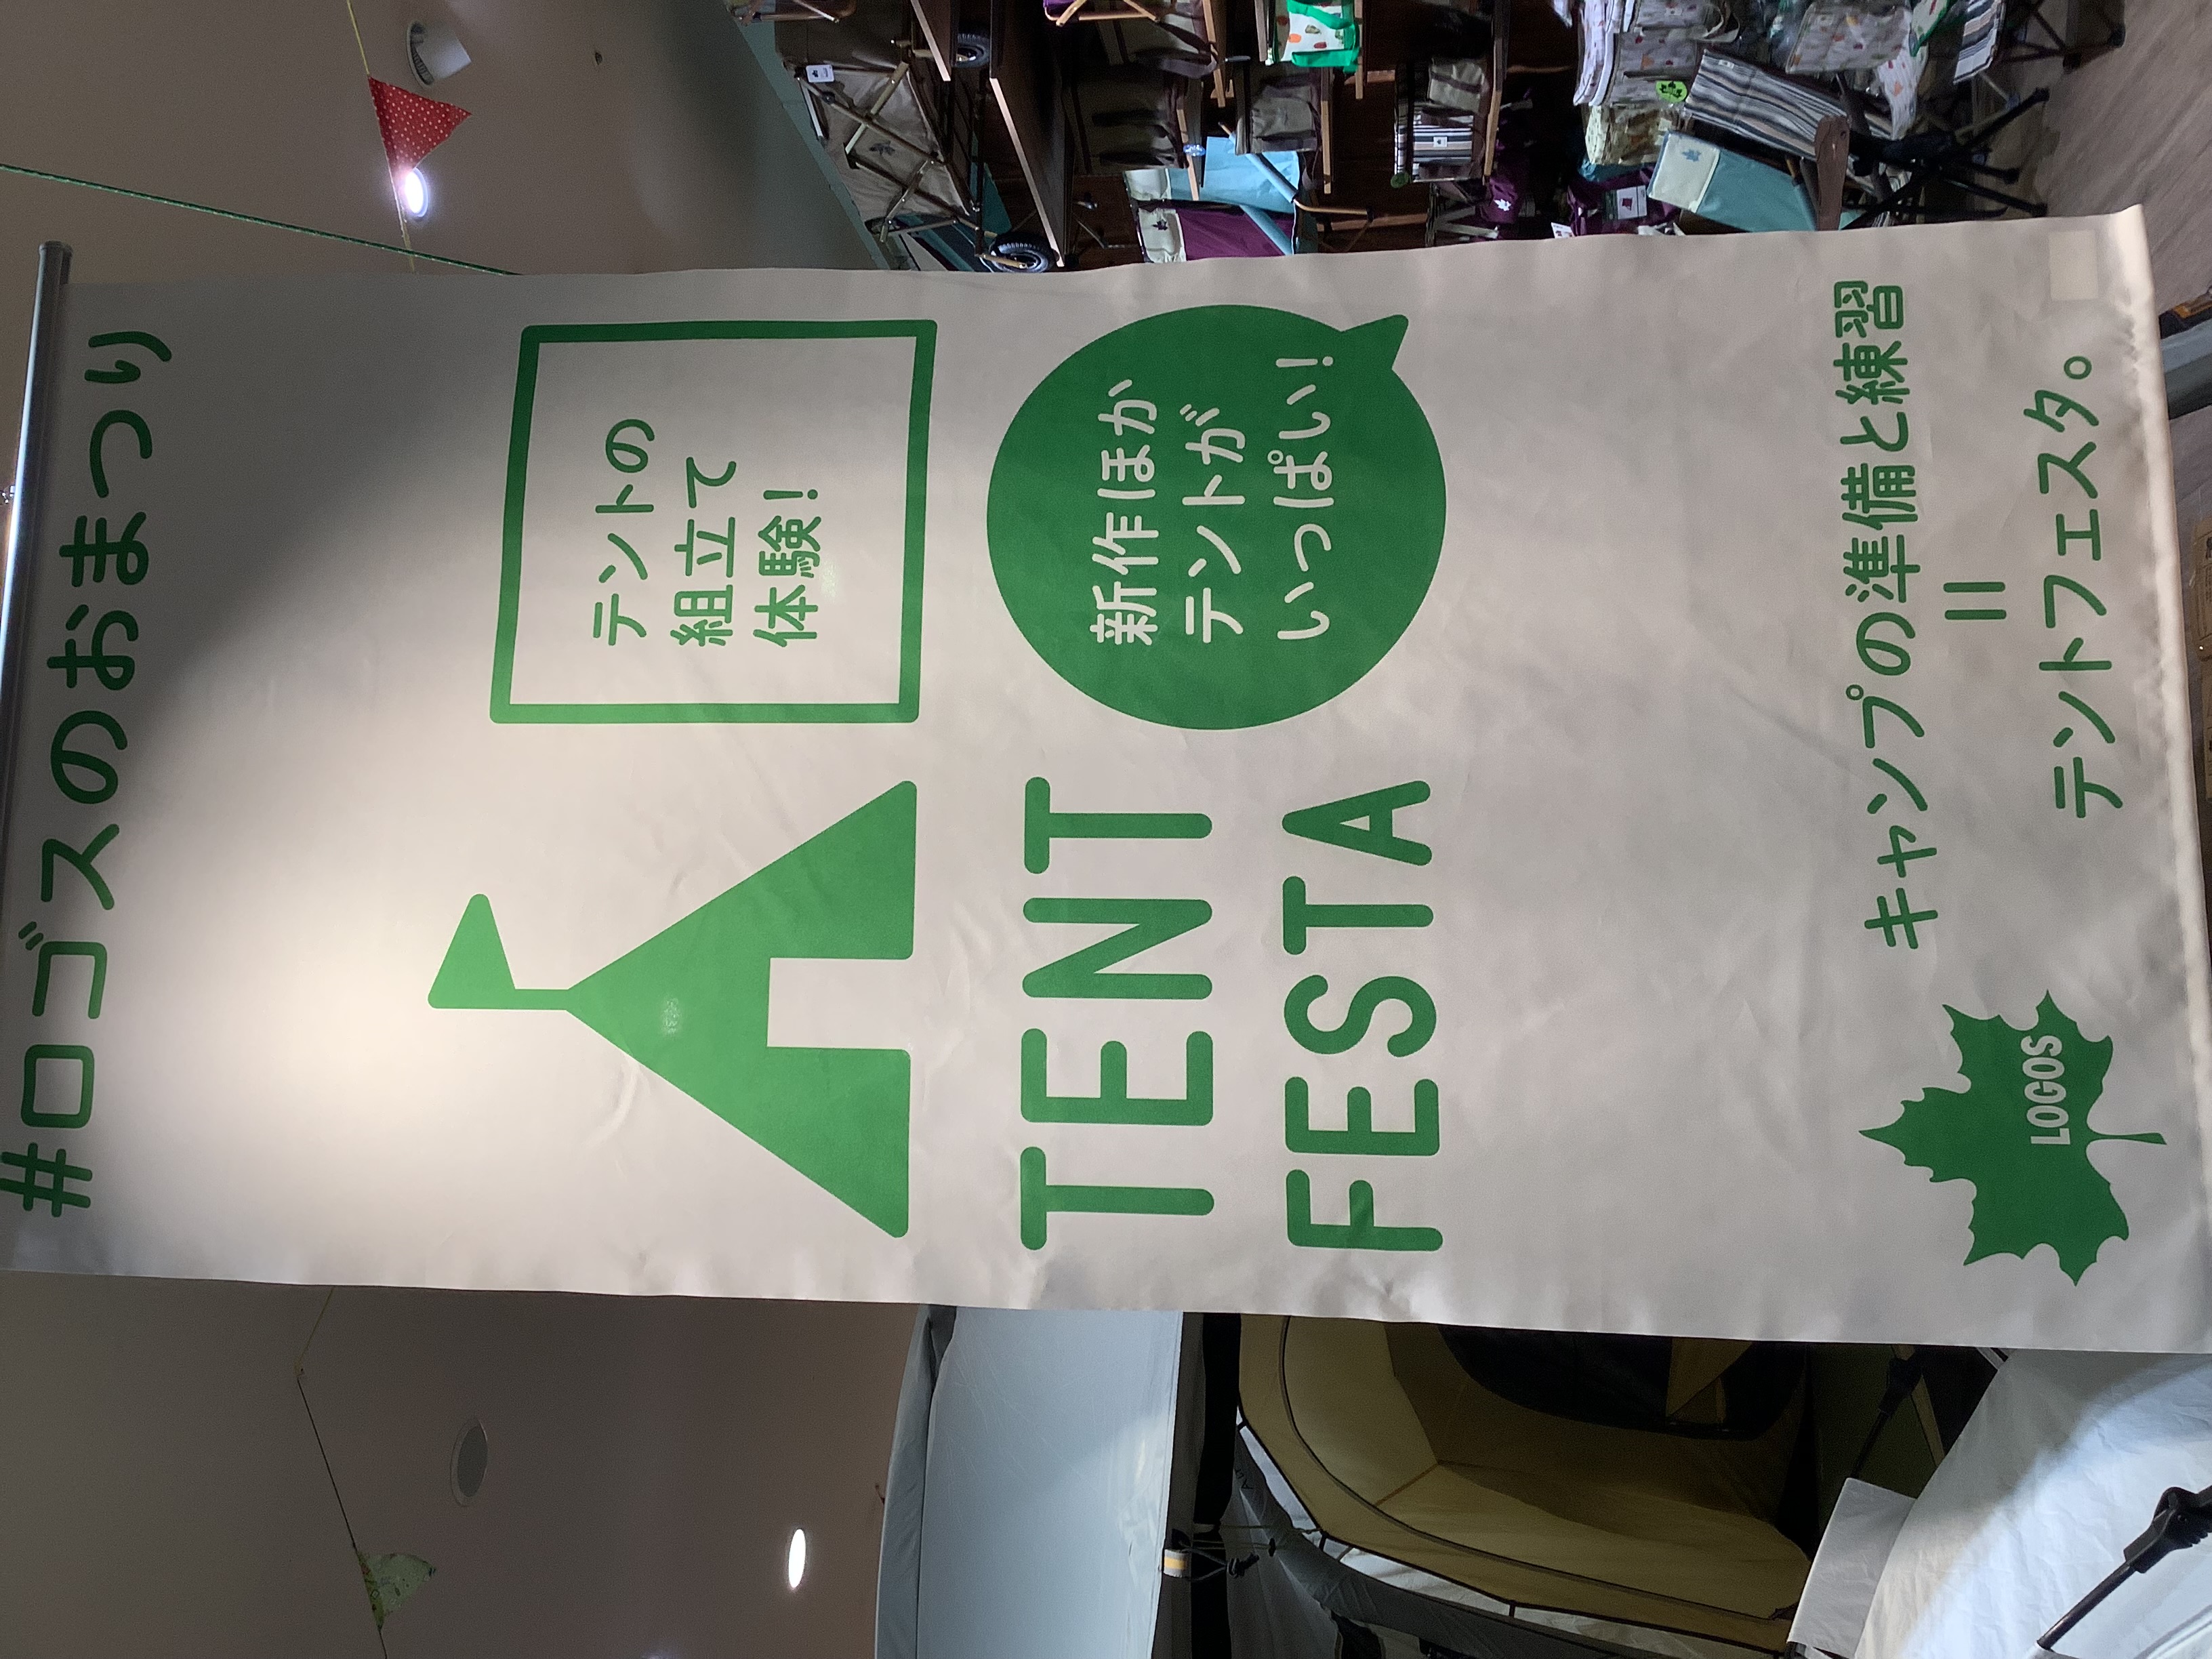 #ロゴスのおまつり
テントの
組立て
体験!
TENT
FESTA
新作ほか
テントが
いっぱい!
キャンプの準備と練習
=
テントフェスタ。
LOGOS